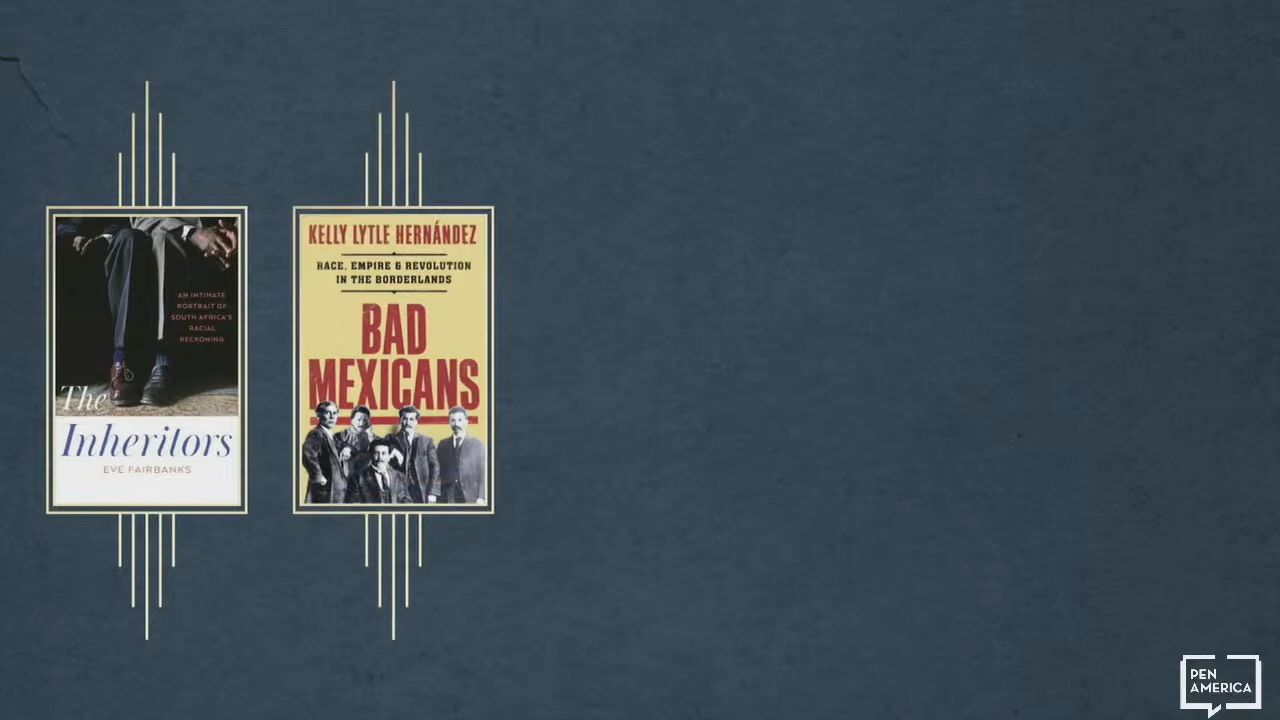 AN INTIMATE
PORTRAIT OF
SOUTH AFRICA'S
RACIAL
RECKONING
The
Inheritors
EVE FAIRBANKS
KELLY LYTLE HERNÁNDEZ
RACE, EMPIRE & REVOLUTION
IN THE BORDERLANDS
BAD
MEXICANS
PEN
AMERICA